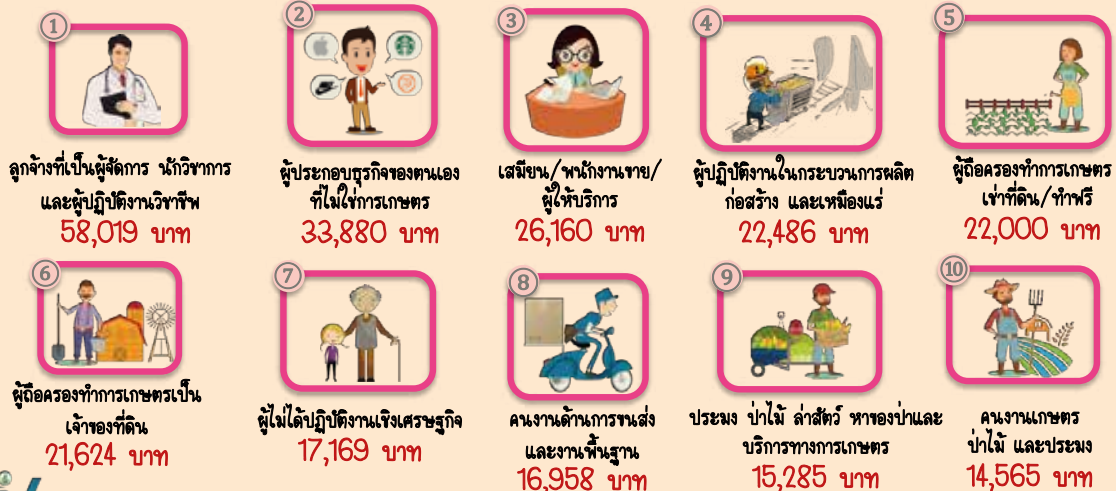 1
ลูกจ้างที่เป็นผู้จัดการ นักวิชาการ
และผู้ปฏิบัติงานวิชาชีพ
58,019 บาท
2
ผู้ประกอบธุรกิจของตนเอง
ที่ไม่ใช่การเกษตร
33,880 บาท
3
เสมียน/พนักงานขาย/
ผู้ให้บริการ
26,160 บาท
4
ผู้ปฏิบัติงานในกระบวนการผลิต
ก่อสร้าง และเหมืองแร่
22,486 บาท
5
ผู้ถือครองทำการเกษตร
เช่าที่ดิน/ทำฟรี
22,000 บาท
6
ผู้ถือครองทำการเกษตรเป็น
เจ้าของที่ดิน
21,624 บาท
7
ผู้ไม่ได้ปฏิบัติงานเชิงเศรษฐกิจ
17,169 บาท
8
คนงานด้านการขนส่ง
และงานพื้นฐาน
16,958 บาท
9
ประมง ป่าไม้ ล่าสัตว์ หาของป่าและ
บริการทางการเกษตร
15,285 บาท
10
คนงานเกษตร
ป่าไม้ และประมง
14,565 บาท